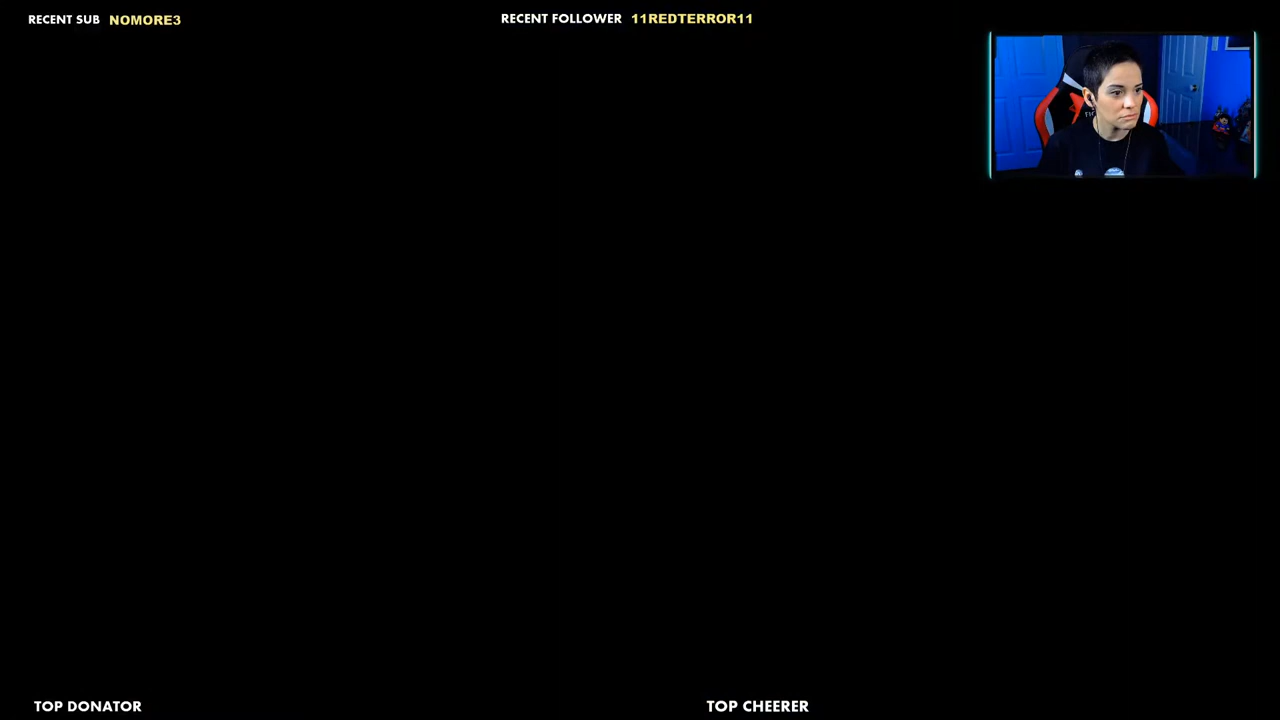 RECENT SUB NOMORE3
RECENT FOLLOWER 11REDTERROR11
TOP DONATOR
TOP CHEERER